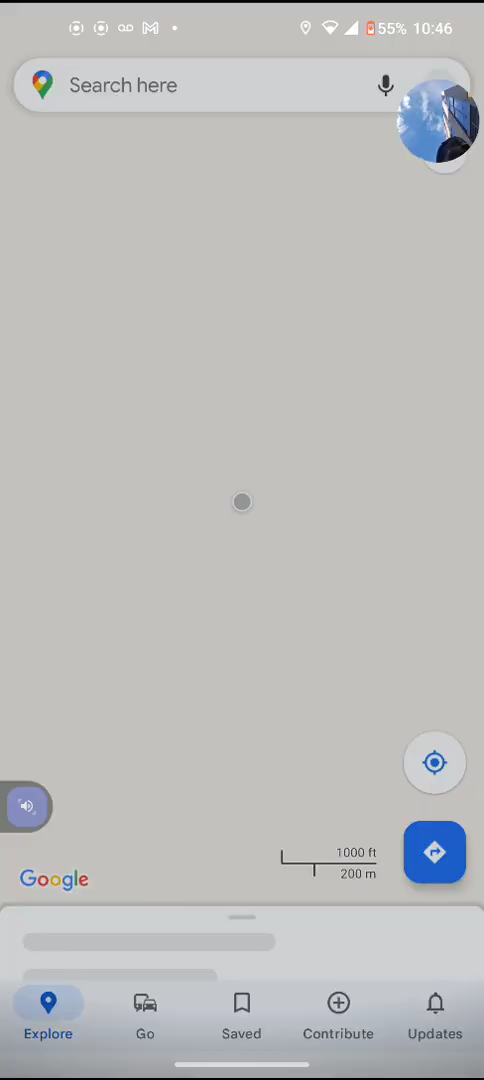 55% 10:46
Search here
1000 ft
200 m
Google
Explore Go Saved Contribute Updates